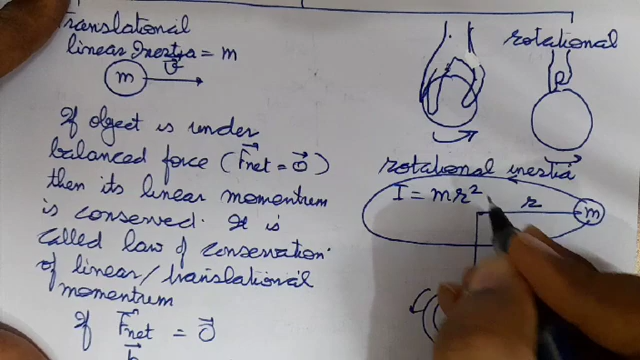 Translational
linear Inertia = m
m
v
If object is under
balanced force (Fnet = 0)
then its linear momentum
is conserved. It is
called law of conservation
of linear/translational
momentum
If Fnet = 0
rotational
rotational inertia
I = mr²
r
m